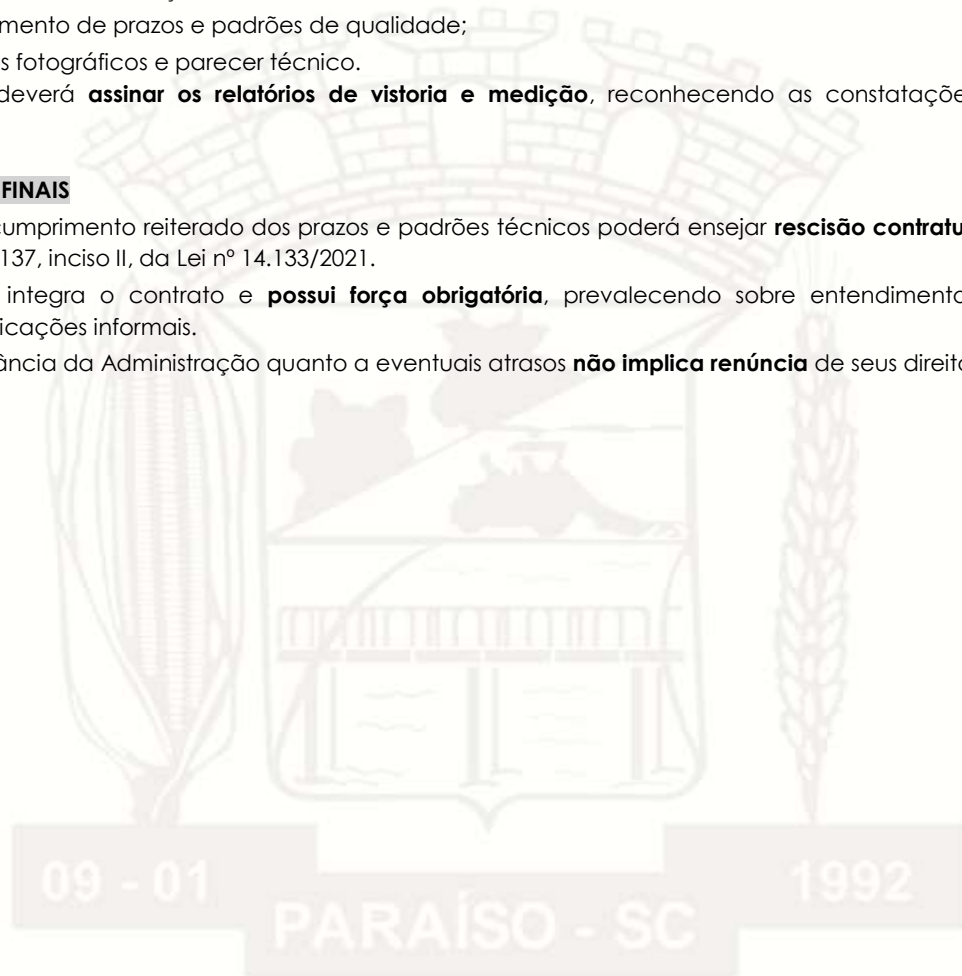 mento de prazos e padrões de qualidade;
s fotográficos e parecer técnico.
deverá assinar os relatórios de vistoria e medição, reconhecendo as constataçõe
FINAIS
cumprimento reiterado dos prazos e padrões técnicos poderá ensejar rescisão contratu
137, inciso II, da Lei nº 14.133/2021.
integra o contrato e possui força obrigatória, prevalecendo sobre entendimento
icações informais.
ância da Administração quanto a eventuais atrasos não implica renúncia de seus direito
09 - 01
1992
PARAÍSO - SC